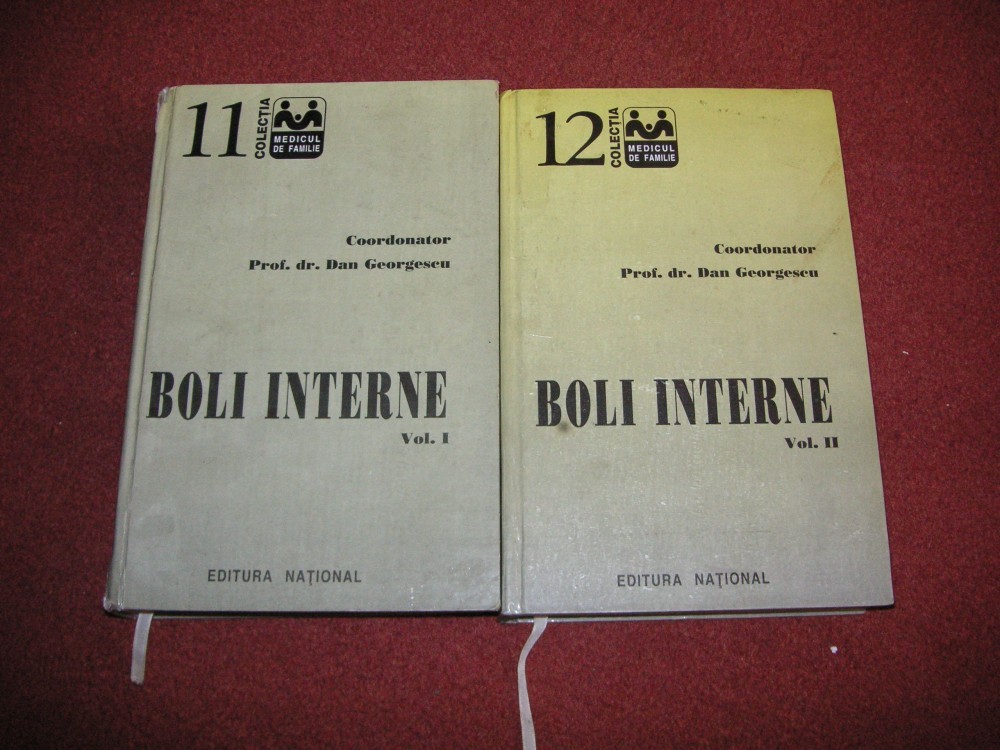 11
COLECȚIA
MEDICUL
DE FAMILIE
Coordonator
Prof. dr. Dan Georgescu
BOLI INTERNE
Vol. I
EDITURA NAȚIONAL
12
COLECȚIA
MEDICUL
DE FAMILIE
Coordonator
Prof. dr. Dan Georgescu
BOLI INTERNE
Vol. II
EDITURA NAȚIONAL